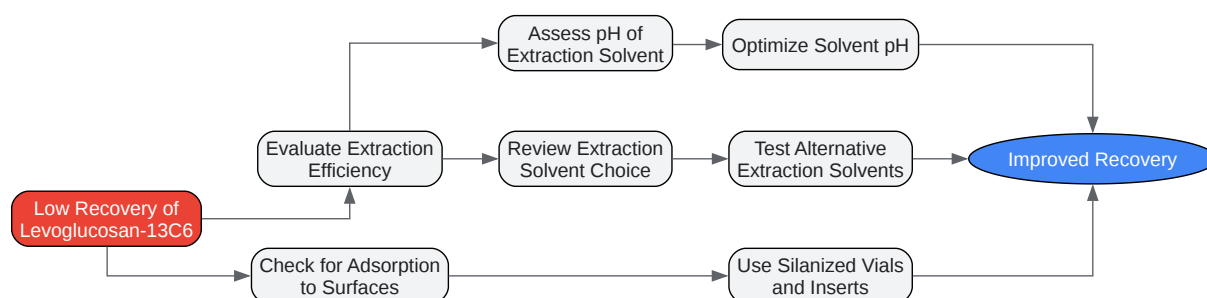 Assess pH of
Extraction Solvent
Optimize Solvent pH
Evaluate Extraction
Efficiency
Review Extraction
Solvent Choice
Test Alternative
Extraction Solvents
Improved Recovery
Low Recovery of
Levoglucosan-13C6
Check for Adsorption
to Surfaces
Use Silanized Vials
and Inserts